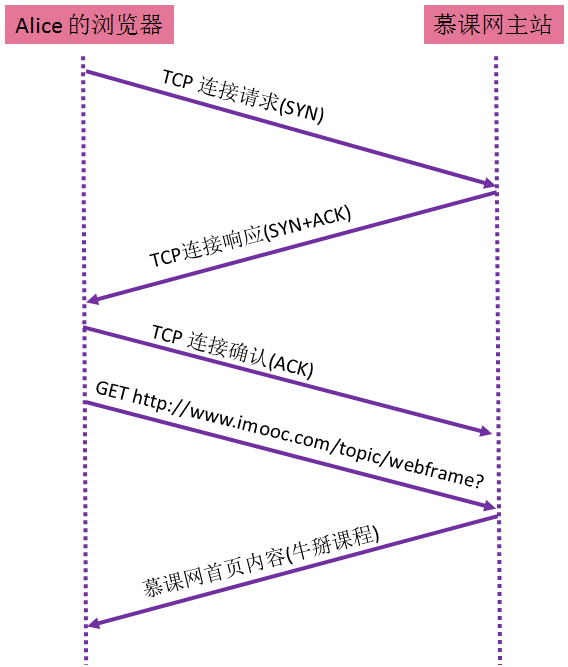 Alice 的浏览器
慕课网主站
TCP 连接请求(SYN)
TCP连接响应(SYN+ACK)
TCP 连接确认(ACK)
GET http://www.imooc.com/topic/webframe?
慕课网首页内容(牛掰课程)